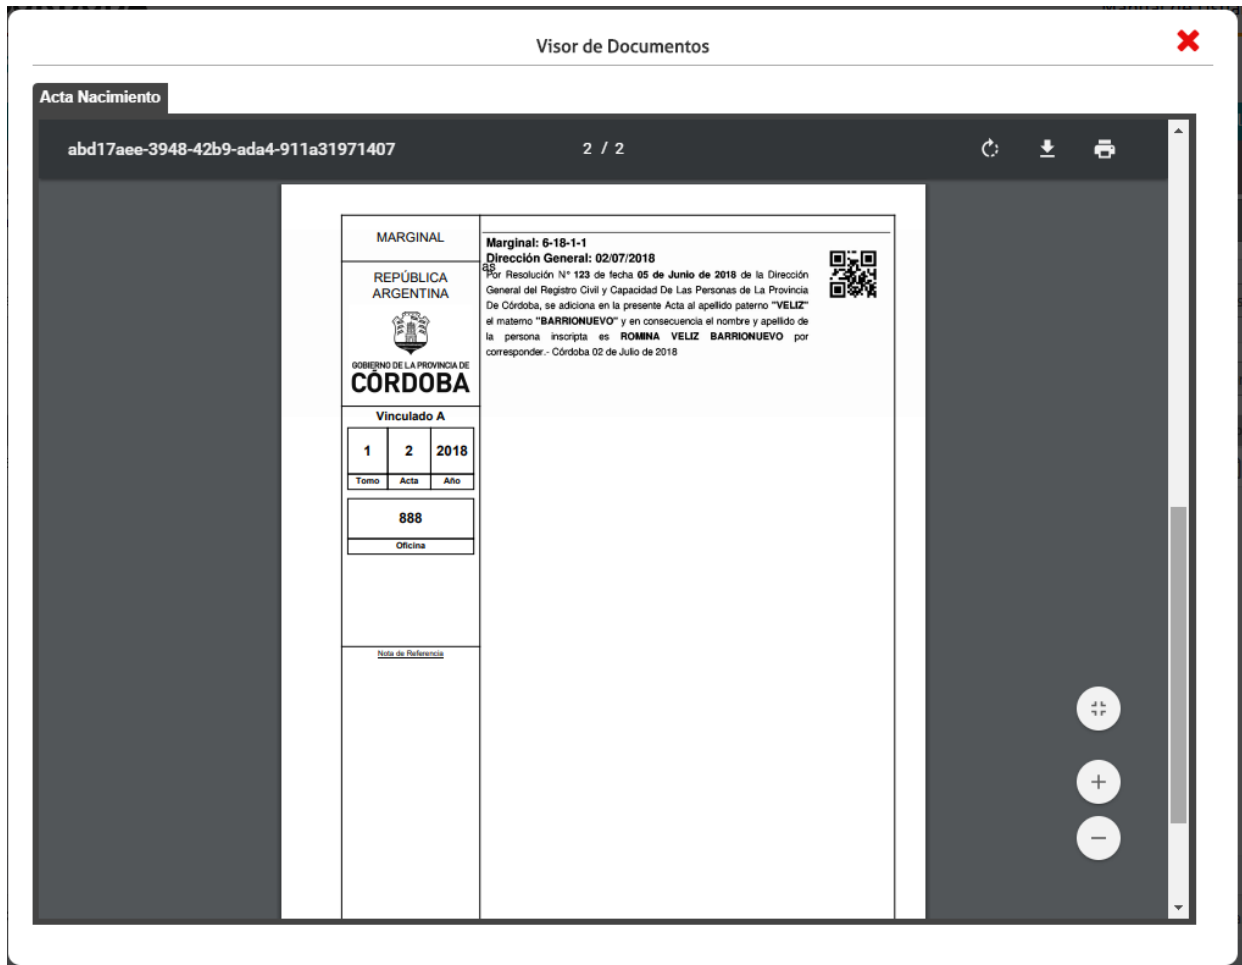 Visor de Documentos
Acta Nacimiento
abd17aee-3948-42b9-ada4-911a31971407
2 / 2
MARGINAL
REPÚBLICA
ARGENTINA
GOBIERNO DE LA PROVINCIA DE
CÓRDOBA
Vinculado A
1 2 2018
Tomo Acta Año
888
Oficina
Nota de Referencia
Marginal: 6-18-1-1
Dirección General: 02/07/2018
as
Por Resolución N° 123 de fecha 05 de Junio de 2018 de la Dirección
General del Registro Civil y Capacidad De Las Personas de La Provincia
De Córdoba, se adiciona en la presente Acta al apellido paterno "VELIZ"
el materno "BARRIONUEVO" y en consecuencia el nombre y apellido de
la persona inscripta es ROMINA VELIZ BARRIONUEVO por
corresponder.- Córdoba 02 de Julio de 2018